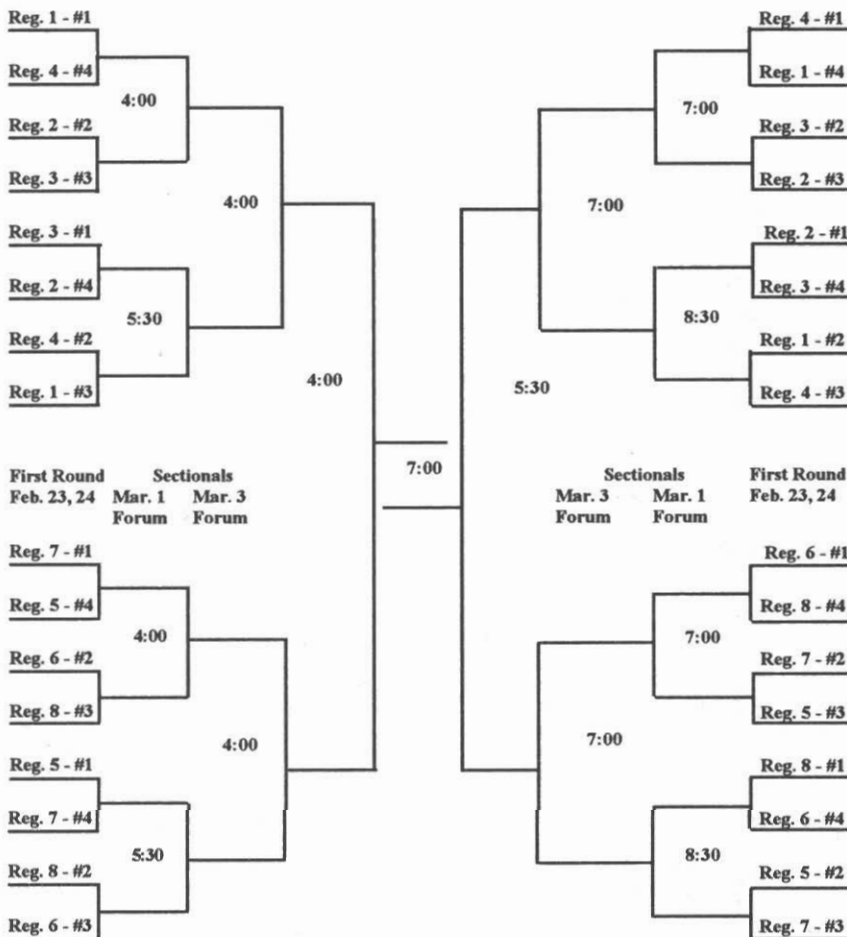 Reg. 1 - #1
Reg. 4 - #4
4:00
Reg. 2 - #2
Reg. 3 - #3
4:00
Reg. 3 - #1
Reg. 2 - #4
5:30
Reg. 4 - #2
Reg. 1 - #3
4:00
Reg. 4 - #1
Reg. 1 - #4
7:00
Reg. 3 - #2
Reg. 2 - #3
7:00
Reg. 2 - #1
Reg. 3 - #4
8:30
Reg. 1 - #2
Reg. 4 - #3
5:30
7:00
First Round Sectionals
Feb. 23, 24 Mar. 1 Mar. 3
Forum Forum
Sectionals First Round
Mar. 3 Mar. 1 Feb. 23, 24
Forum Forum
Reg. 7 - #1
Reg. 5 - #4
4:00
Reg. 6 - #2
Reg. 8 - #3
4:00
Reg. 5 - #1
Reg. 7 - #4
5:30
Reg. 8 - #2
Reg. 6 - #3
Reg. 6 - #1
Reg. 8 - #4
7:00
Reg. 7 - #2
Reg. 5 - #3
7:00
Reg. 8 - #1
Reg. 6 - #4
8:30
Reg. 5 - #2
Reg. 7 - #3